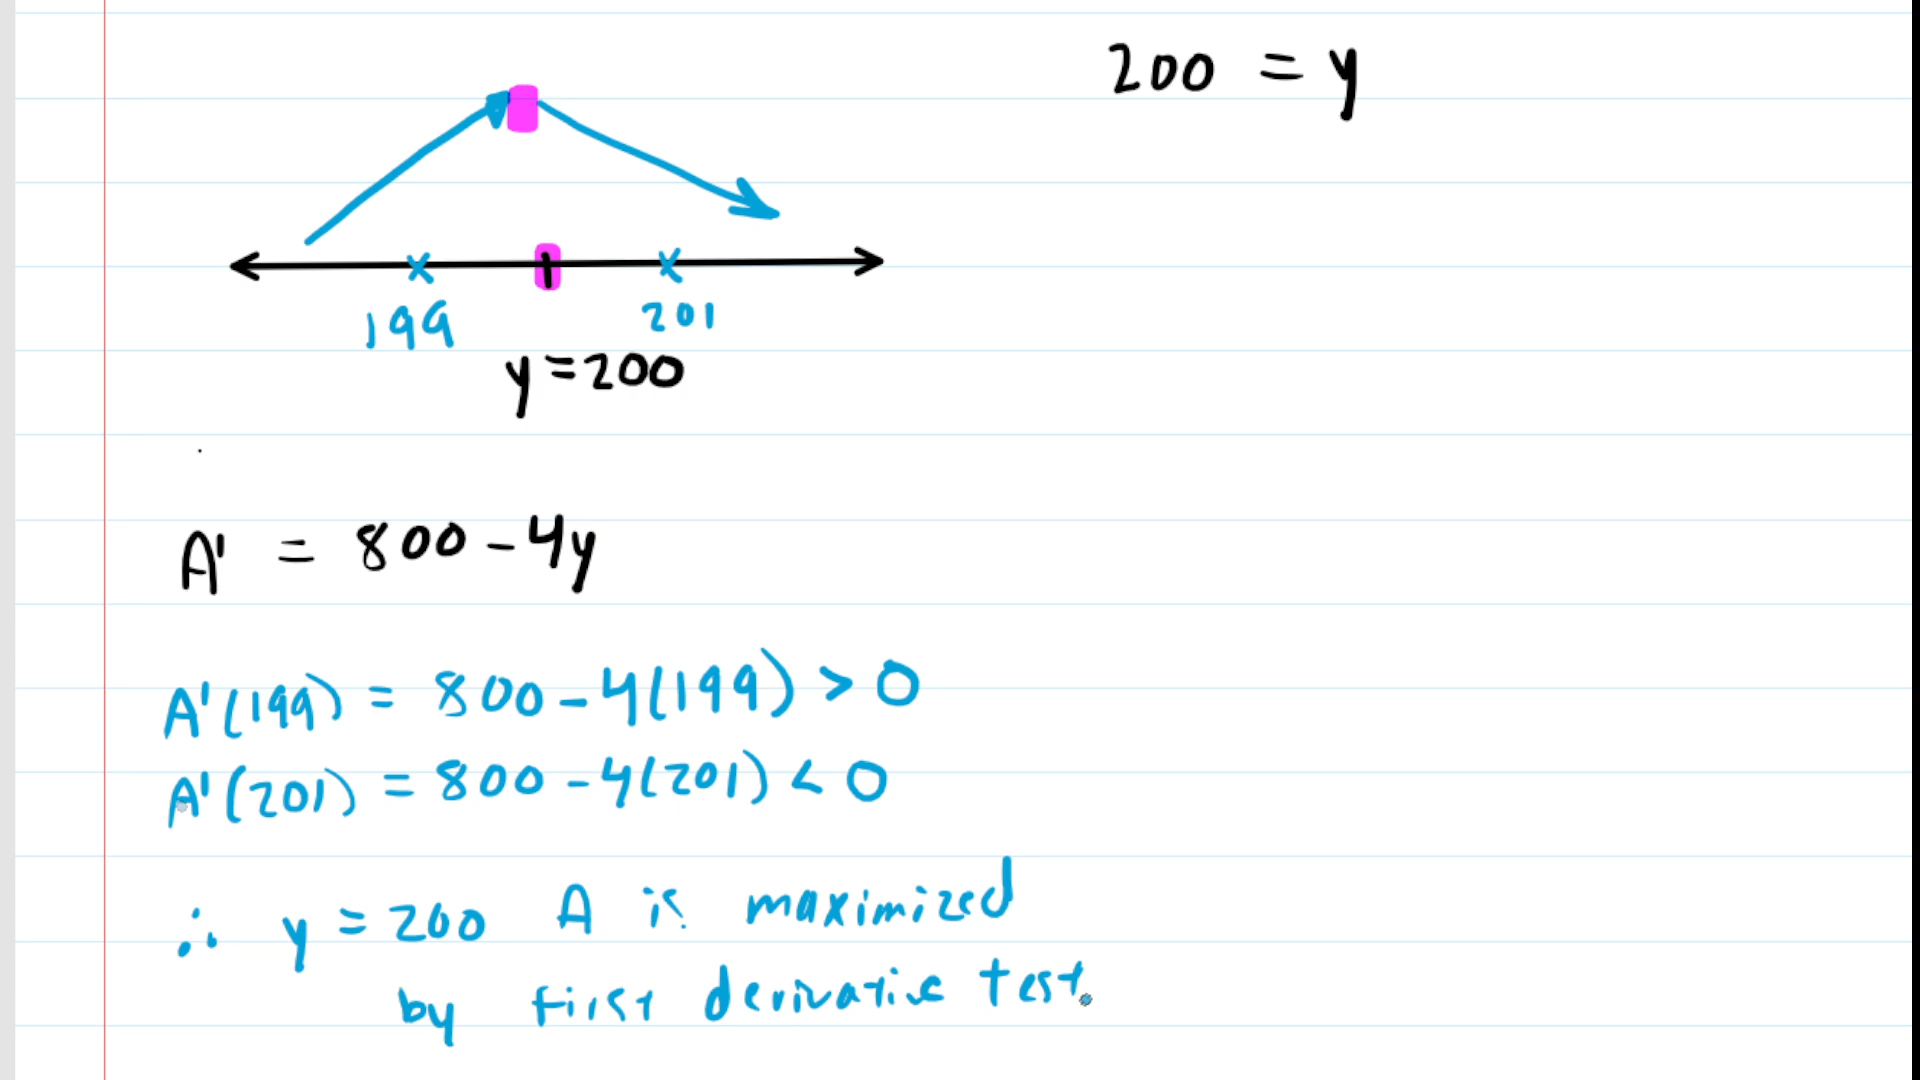 200 = y
199 201
y = 200
A' = 800 - 4y
A'(199) = 800 - 4(199) > 0
A'(201) = 800 - 4(201) < 0
∴ y = 200 A is maximized
by first derivative test.